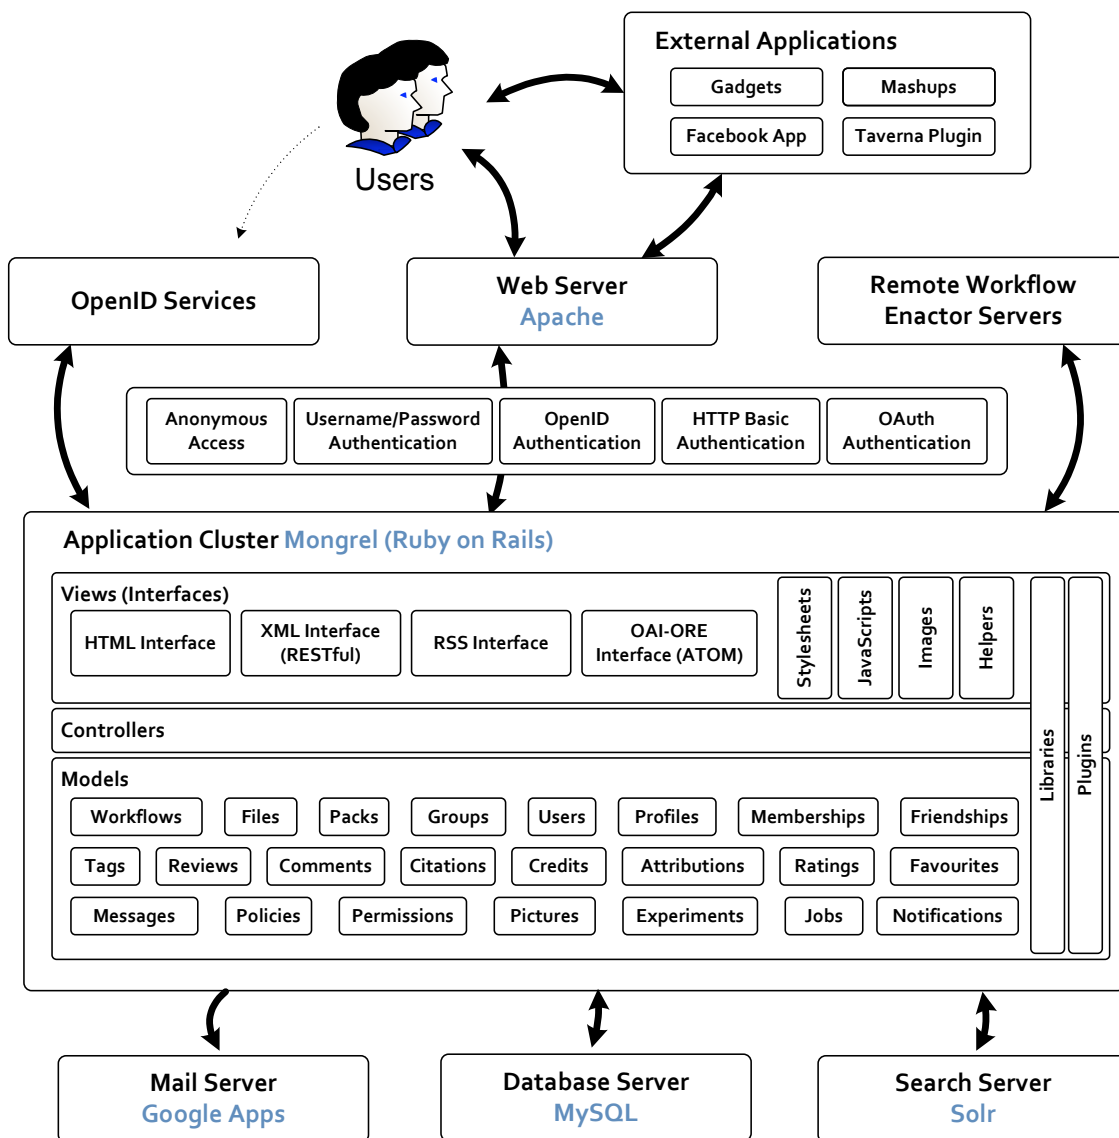 External Applications
Gadgets
Mashups
Facebook App
Taverna Plugin
Users
OpenID Services
Web Server
Apache
Remote Workflow
Enactor Servers
Anonymous
Access
Username/Password
Authentication
OpenID
Authentication
HTTP Basic
Authentication
OAuth
Authentication
Application Cluster Mongrel (Ruby on Rails)
Views (Interfaces)
HTML Interface
XML Interface
(RESTful)
RSS Interface
OAI-ORE
Interface (ATOM)
Stylesheets
JavaScripts
Images
Helpers
Libraries
Plugins
Controllers
Models
Workflows
Files
Packs
Groups
Users
Profiles
Memberships
Friendships
Tags
Reviews
Comments
Citations
Credits
Attributions
Ratings
Favourites
Messages
Policies
Permissions
Pictures
Experiments
Jobs
Notifications
Mail Server
Google Apps
Database Server
MySQL
Search Server
Solr